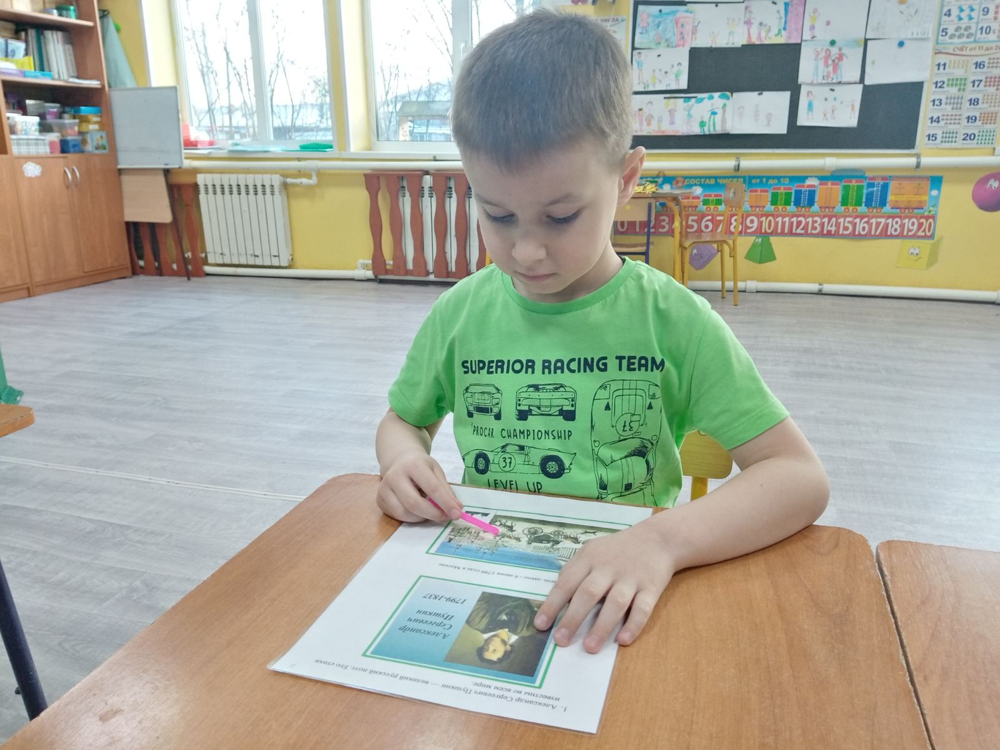 4 9
5 10
СЧЁТ от 11 до 20
11 16
12 17
13 18
14 19
15 20
СОСТАВ ЧИСЕЛ от 1 до 10
0 1 2 3 4 5 6 7 8 9 10 11 12 13 14 15 16 17 18 19 20
SUPERIOR RACING TEAM
37
PROCAR CHAMPIONSHIP
37
LEVEL UP
1. Александр Сергеевич Пушкин — великий русский поэт. Его стихи
известны во всем мире.
Александр
Сергеевич
Пушкин
1799-1837
давно - 6 июня 1799 года в Москве.